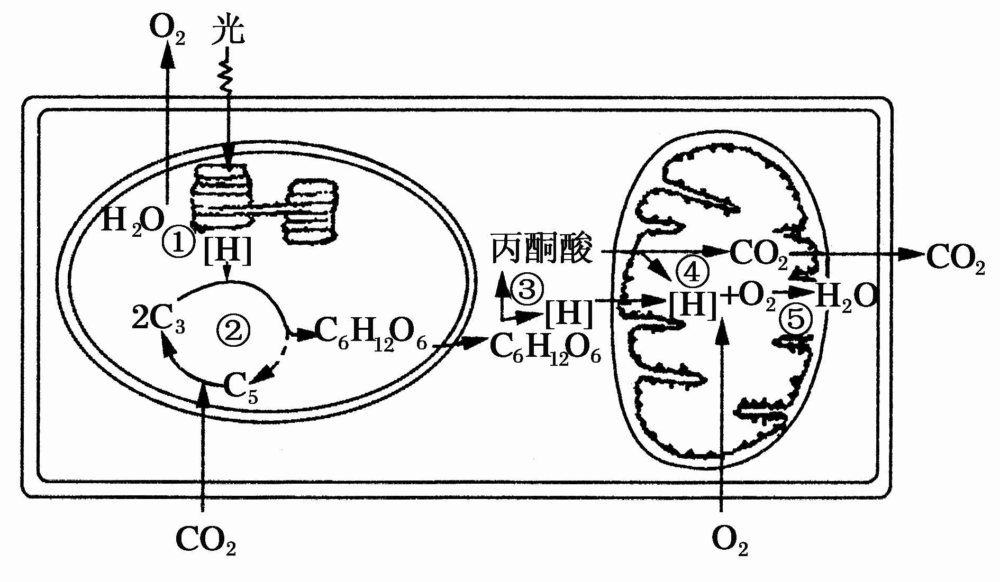 O₂ 光
H₂O ① [H]
2C₃ ② C₆H₁₂O₆
C₅
CO₂
丙酮酸
③ [H]
C₆H₁₂O₆
CO₂ CO₂
④
[H]+O₂ H₂O
⑤
O₂